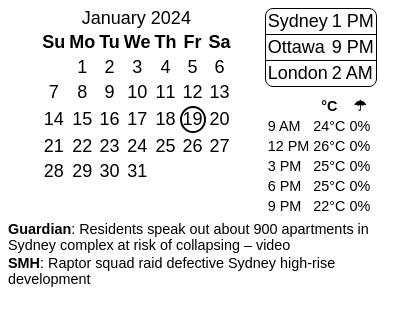 January 2024
Su Mo Tu We Th Fr Sa
1 2 3 4 5 6
7 8 9 10 11 12 13
14 15 16 17 18 19 20
21 22 23 24 25 26 27
28 29 30 31
Sydney 1 PM
Ottawa 9 PM
London 2 AM
°C ☂
9 AM 24°C 0%
12 PM 26°C 0%
3 PM 25°C 0%
6 PM 25°C 0%
9 PM 22°C 0%
Guardian: Residents speak out about 900 apartments in
Sydney complex at risk of collapsing – video
SMH: Raptor squad raid defective Sydney high-rise
development